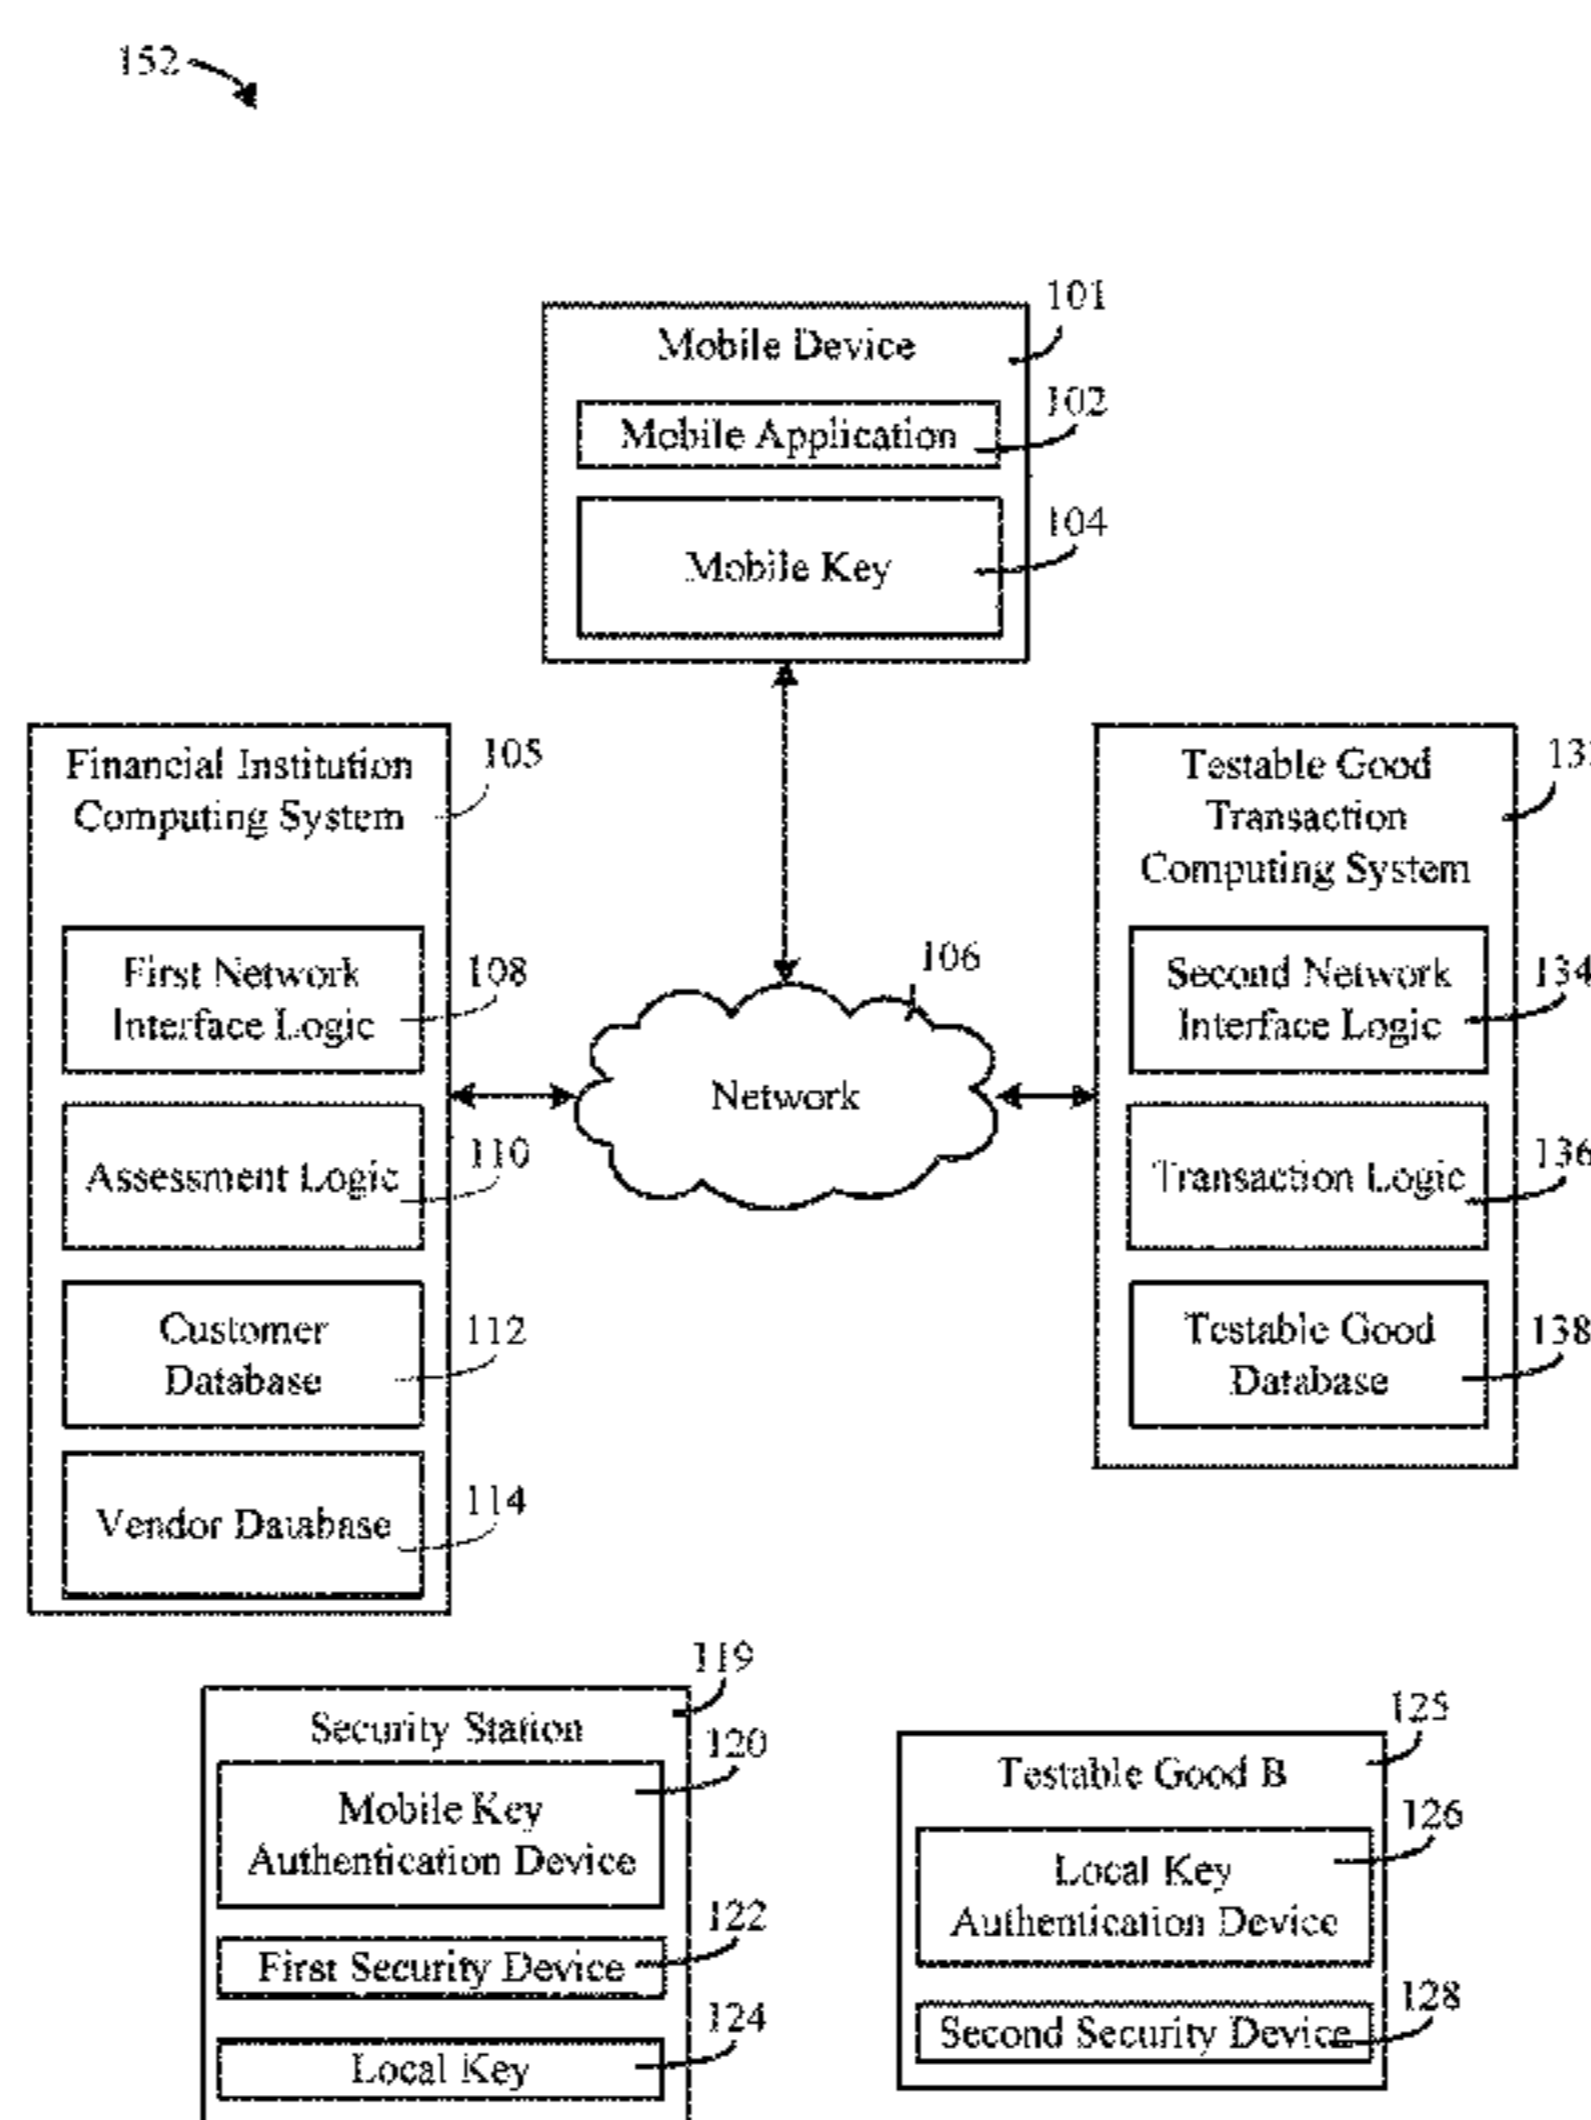 152
101
Mobile Device
102
Mobile Application
104
Mobile Key
Financial Institution
Computing System
105
First Network
Interface Logic
108
Assessment Logic
110
Customer
Database
112
Vendor Database
114
106
Network
Testable Good
Transaction
Computing System
Second Network
Interface Logic
134
Transaction Logic
136
Testable Good
Database
138
119
Security Station
120
Mobile Key
Authentication Device
122
First Security Device
124
Local Key
125
Testable Good B
126
Local Key
Authentication Device
128
Second Security Device